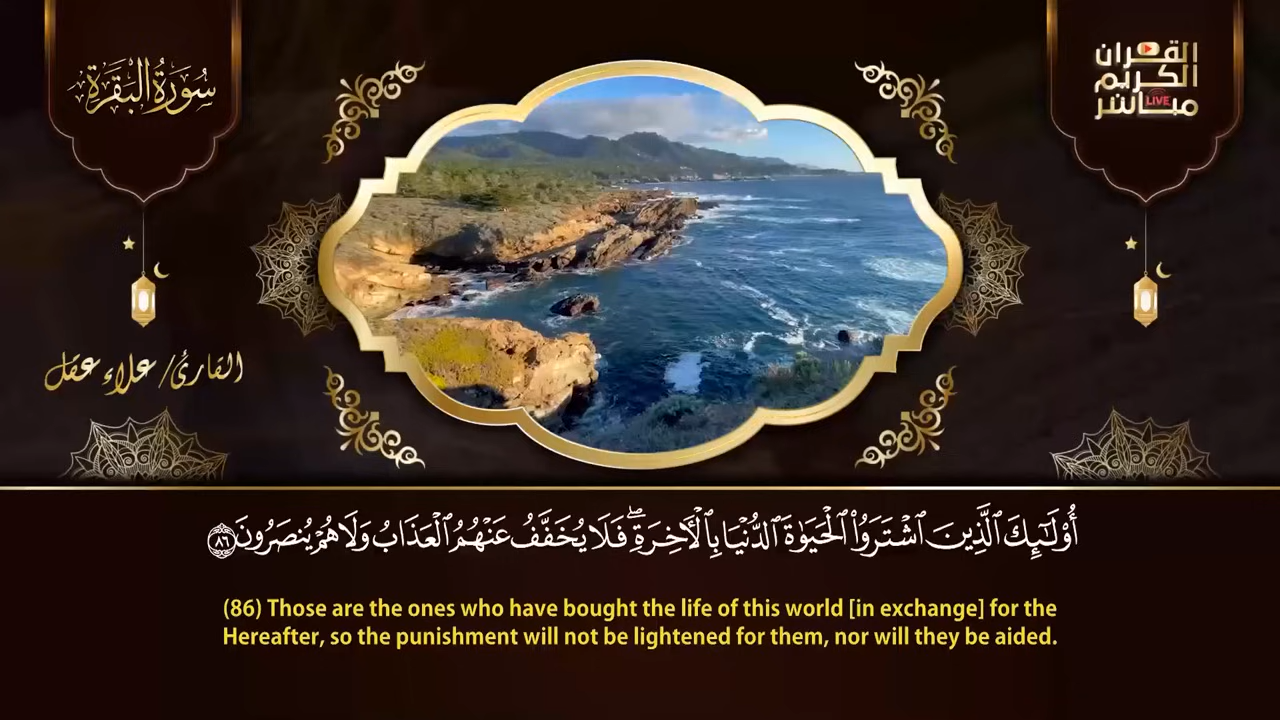 سُورَةُ البَقَرَةِ
القرآن
الكريم
مباشر
LIVE
القارئ/ علاء عقل
أُو۟لَـٰٓئِكَ ٱلَّذِينَ ٱشْتَرَوُا۟ ٱلْحَيَوٰةَ ٱلدُّنْيَا بِٱلْـَٔاخِرَةِ ۖ فَلَا يُخَفَّفُ عَنْهُمُ ٱلْعَذَابُ وَلَا هُمْ يُنصَرُونَ ٨٦
(86) Those are the ones who have bought the life of this world [in exchange] for the
Hereafter, so the punishment will not be lightened for them, nor will they be aided.